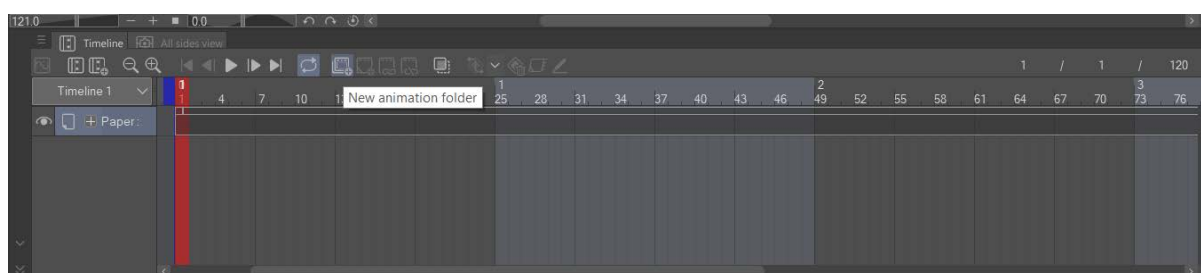 121.0 0.0
Timeline All sides view
1 / 1 / 120
Timeline 1
0 1 2 3
1 4 7 10 25 28 31 34 37 40 43 46 49 52 55 58 61 64 67 70 73 76
New animation folder
Paper :